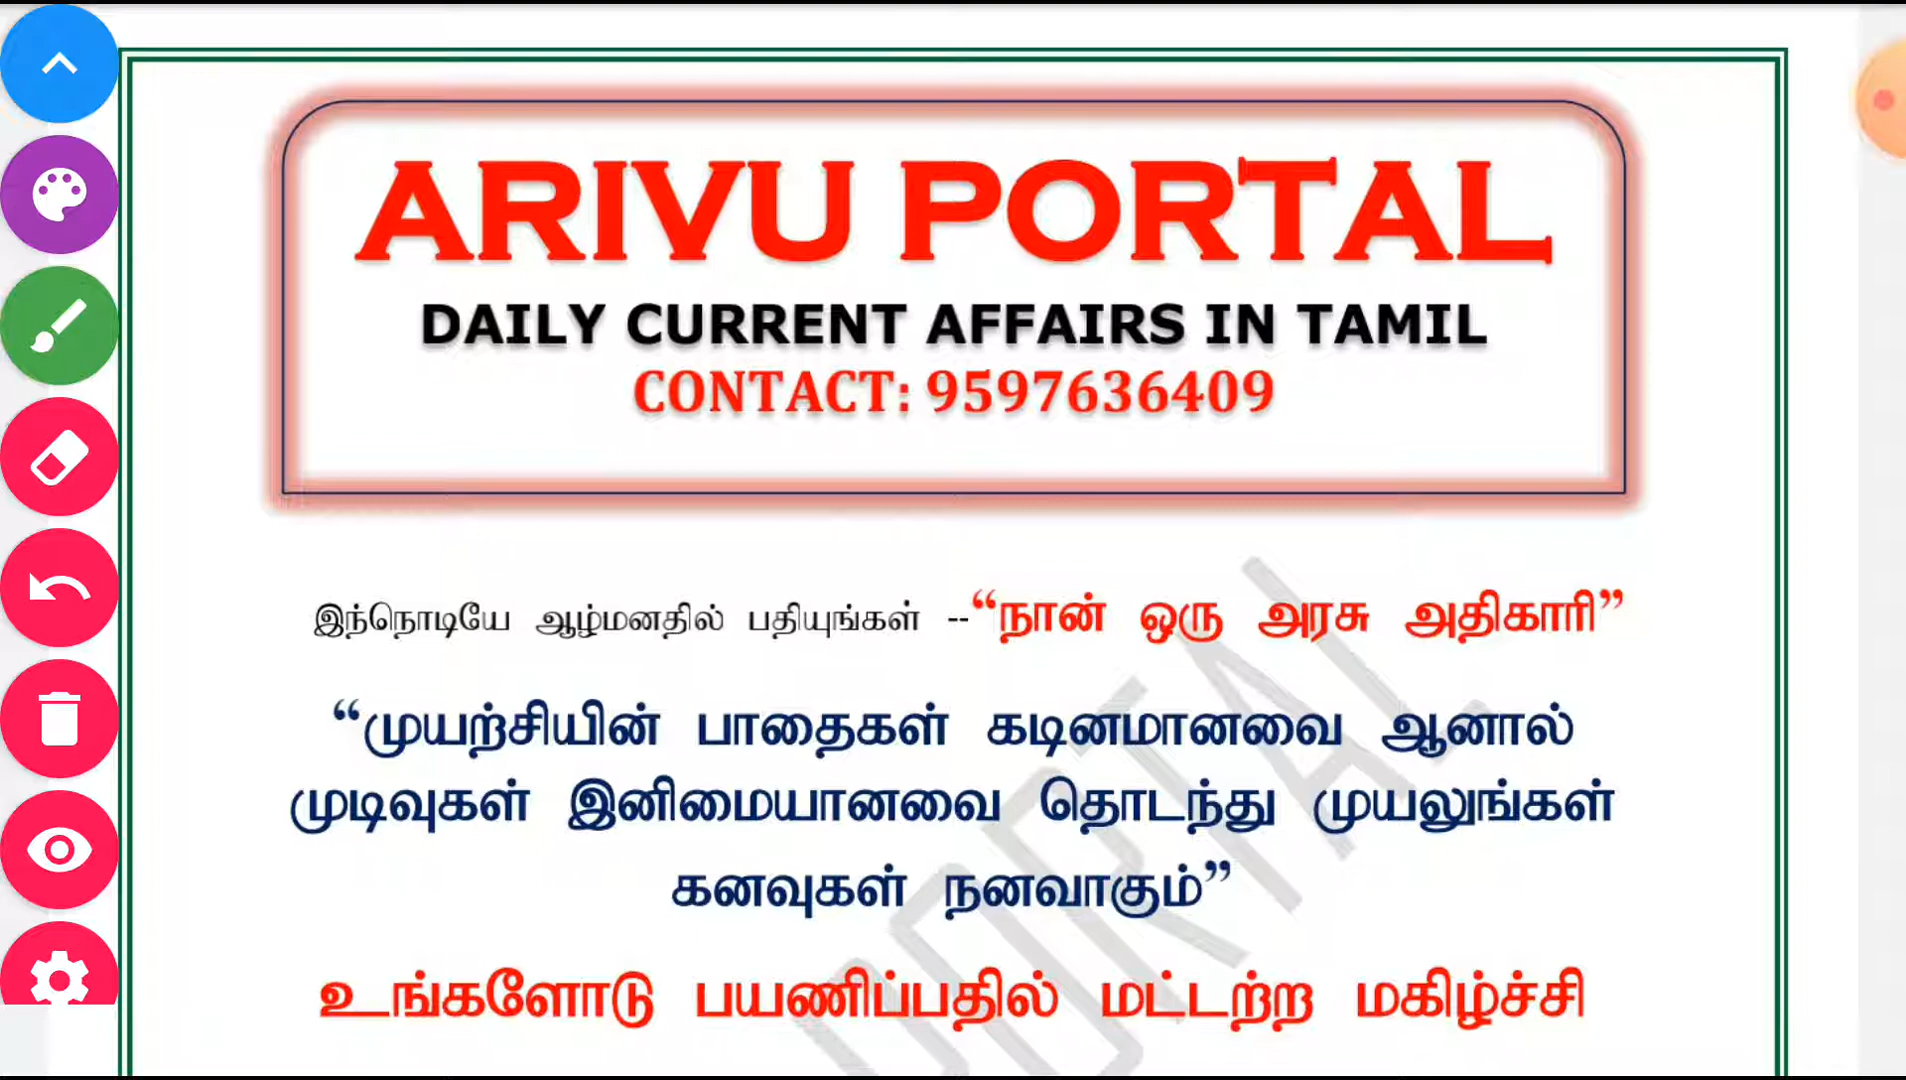 ARIVU PORTAL
DAILY CURRENT AFFAIRS IN TAMIL
CONTACT: 9597636409
இந்நொடியே ஆழ்மனதில் பதியுங்கள் --“நான் ஒரு அரசு அதிகாரி”
“முயற்சியின் பாதைகள் கடினமானவை ஆனால்
முடிவுகள் இனிமையானவை தொடந்து முயலுங்கள்
கனவுகள் நனவாகும்”
உங்களோடு பயணிப்பதில் மட்டற்ற மகிழ்ச்சி
PORTAL